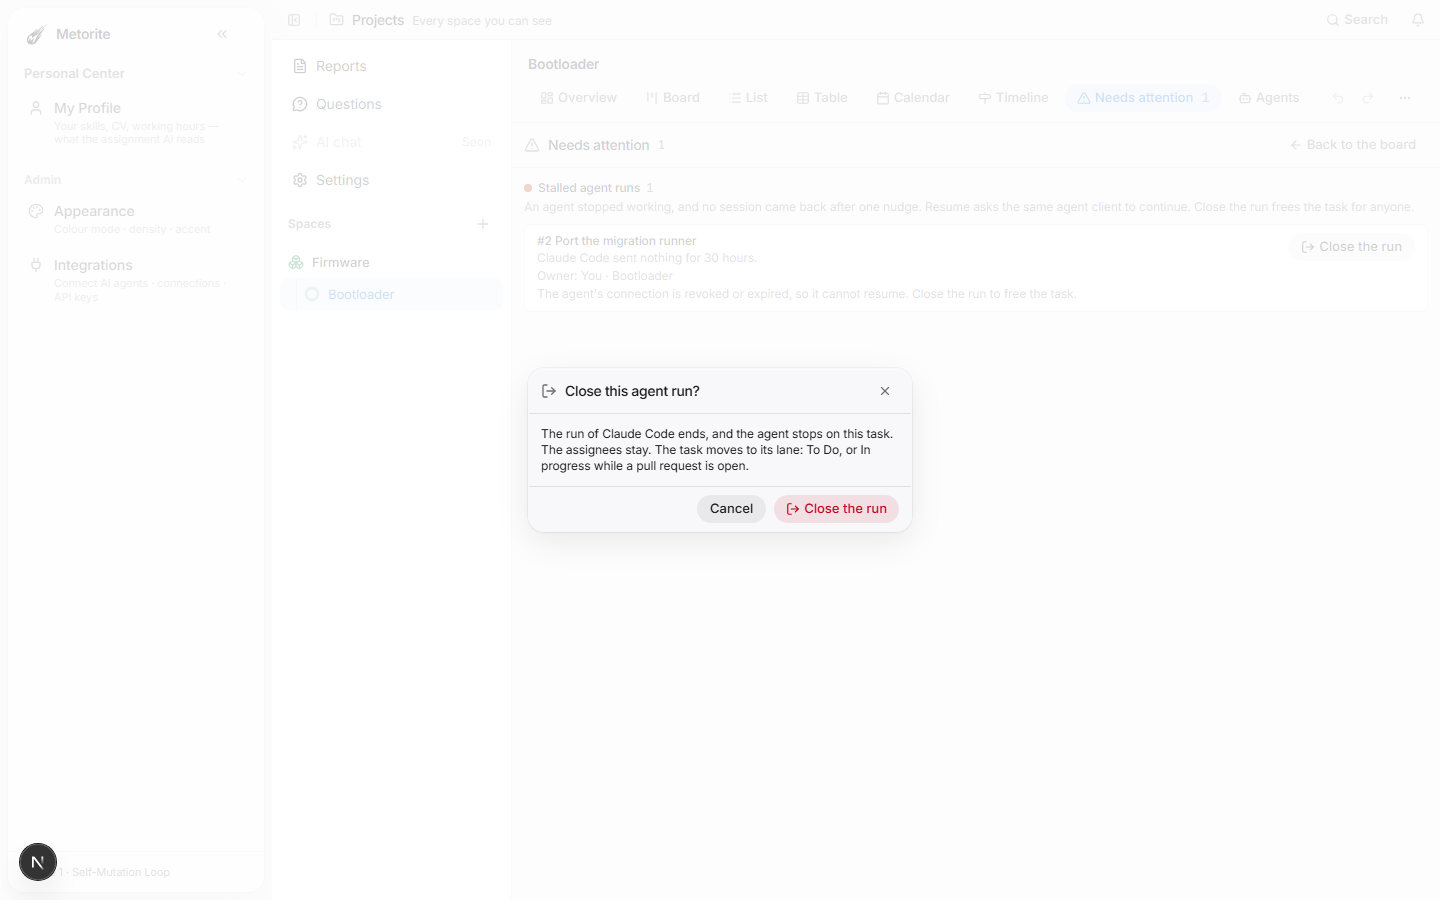 Metorite
Personal Center
My Profile
Your skills, CV, working hours —
what the assignment AI reads
Admin
Appearance
Colour mode · density · accent
Integrations
Connect AI agents · connections ·
API keys
N
1 · Self-Mutation Loop
Projects Every space you can see
Search
Reports
Questions
AI chat Soon
Settings
Spaces
Firmware
Bootloader
Bootloader
Overview Board List Table Calendar Timeline Needs attention 1 Agents
Needs attention 1
Back to the board
Stalled agent runs 1
An agent stopped working, and no session came back after one nudge. Resume asks the same agent client to continue. Close the run frees the task for anyone.
#2 Port the migration runner
Claude Code sent nothing for 30 hours.
Owner: You · Bootloader
The agent's connection is revoked or expired, so it cannot resume. Close the run to free the task.
Close the run
Close this agent run?
The run of Claude Code ends, and the agent stops on this task.
The assignees stay. The task moves to its lane: To Do, or In
progress while a pull request is open.
Cancel
Close the run